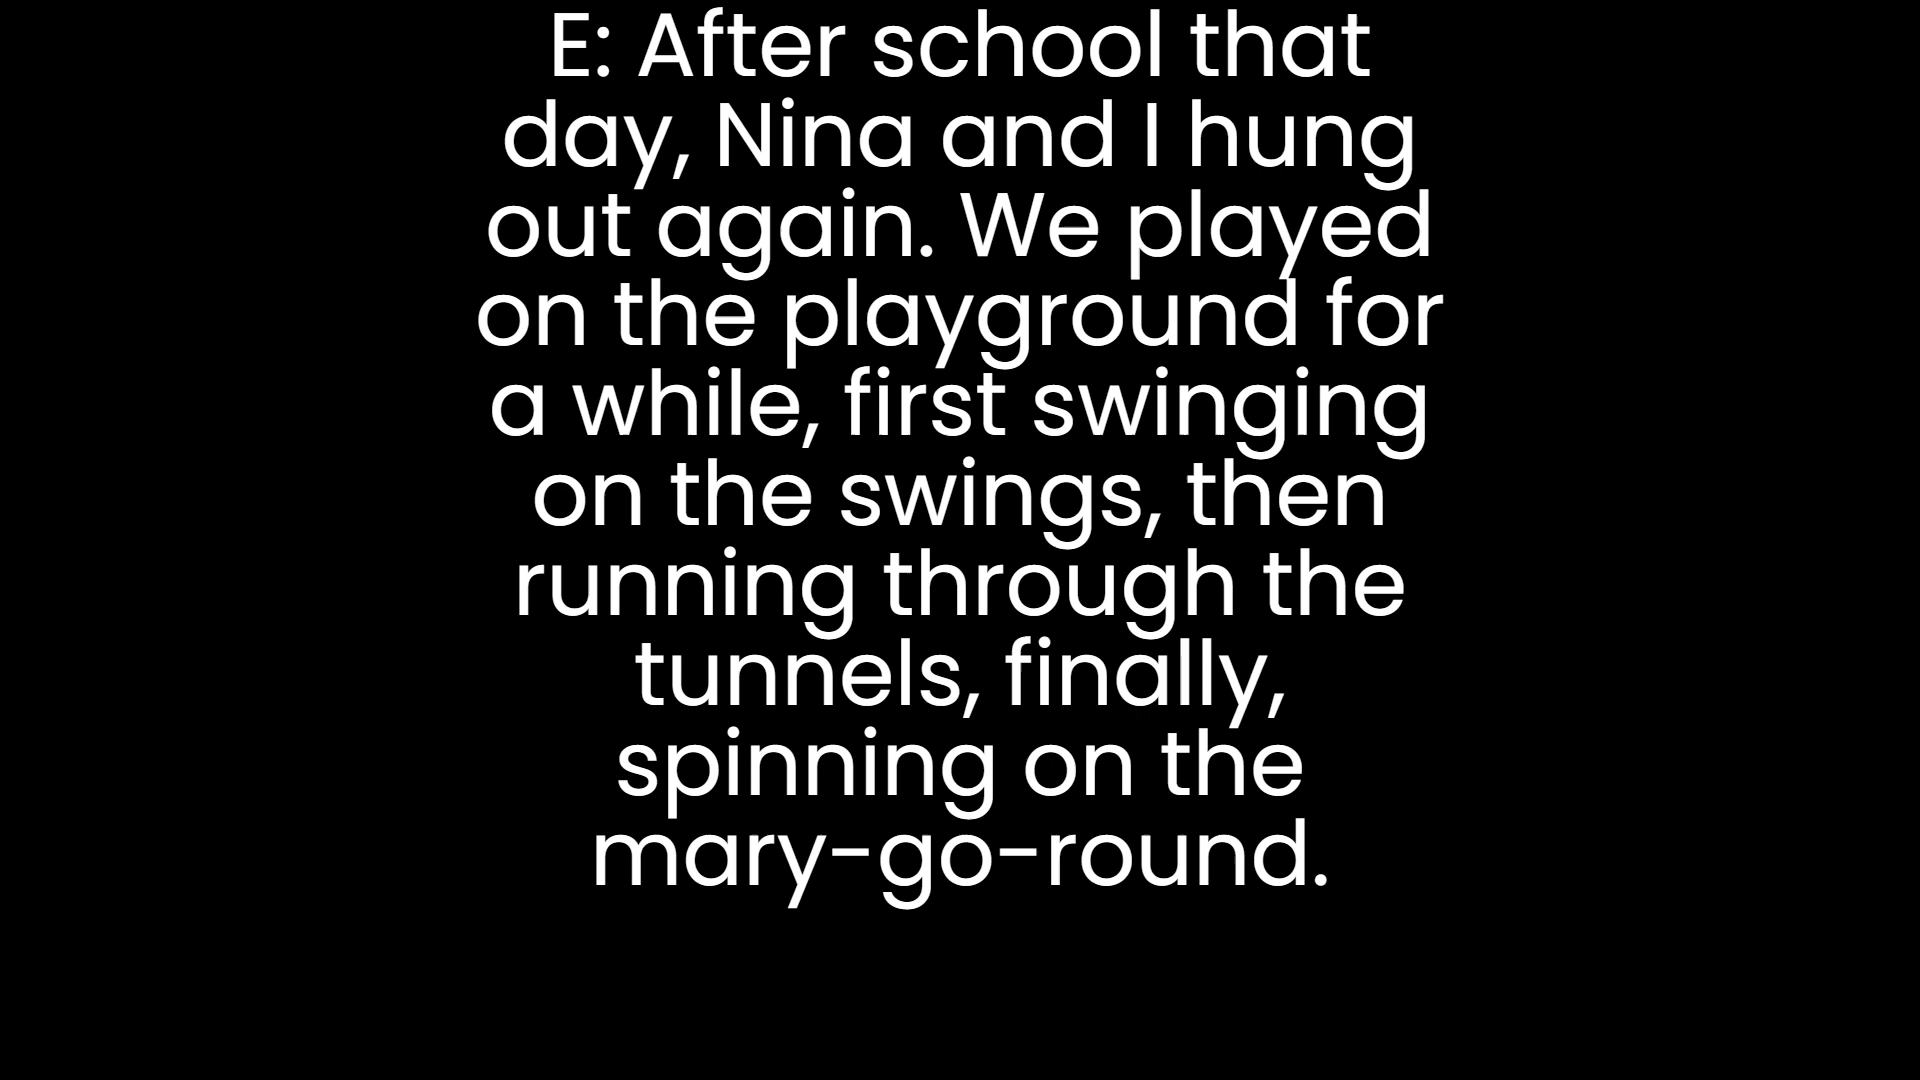 E: After school that
day, Nina and I hung
out again. We played
on the playground for
a while, first swinging
on the swings, then
running through the
tunnels, finally,
spinning on the
mary-go-round.